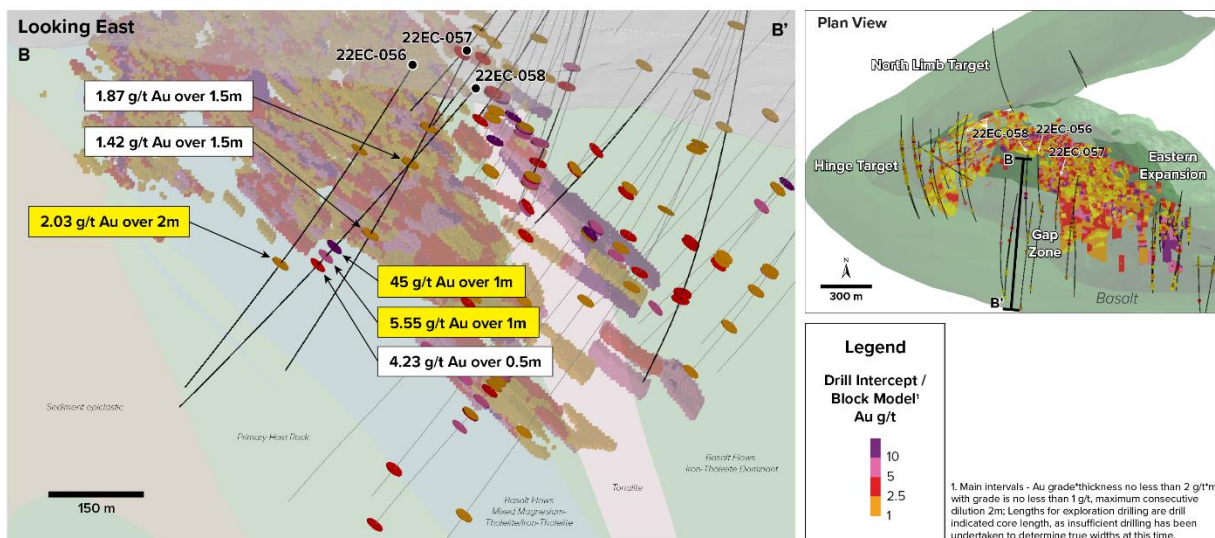 Looking East
B
B'
22EC-057
22EC-056
22EC-058
1.87 g/t Au over 1.5m
1.42 g/t Au over 1.5m
2.03 g/t Au over 2m
45 g/t Au over 1m
5.55 g/t Au over 1m
4.23 g/t Au over 0.5m
Sediment epiclastic
Primary Host Rock
Basalt Flows
Mixed Magnesium-
Tholeiite/Iron-Tholeiite
Tonalite
Basalt Flows
Iron-Tholeiite Dominant
150 m
Plan View
North Limb Target
22EC-058
22EC-056
22EC-057
Hinge Target
B
Eastern
Expansion
Gap
Zone
N
300 m
B'
Basalt
Legend
Drill Intercept /
Block Model¹
Au g/t
10
5
2.5
1
1. Main intervals - Au grade*thickness no less than 2 g/t*m
with grade is no less than 1 g/t, maximum consecutive
dilution 2m; Lengths for exploration drilling are drill
indicated core length, as insufficient drilling has been
undertaken to determine true widths at this time.